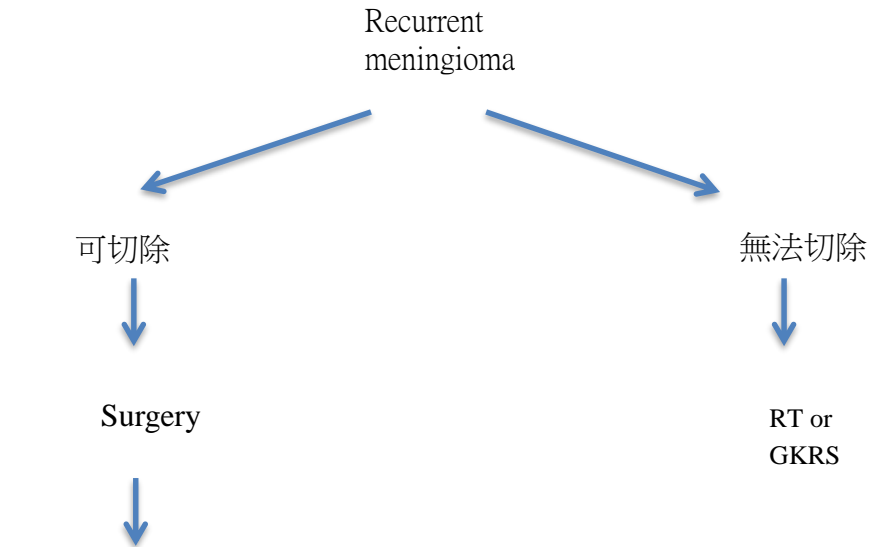 Recurrent
meningioma
可切除
無法切除
Surgery
RT or
GKRS